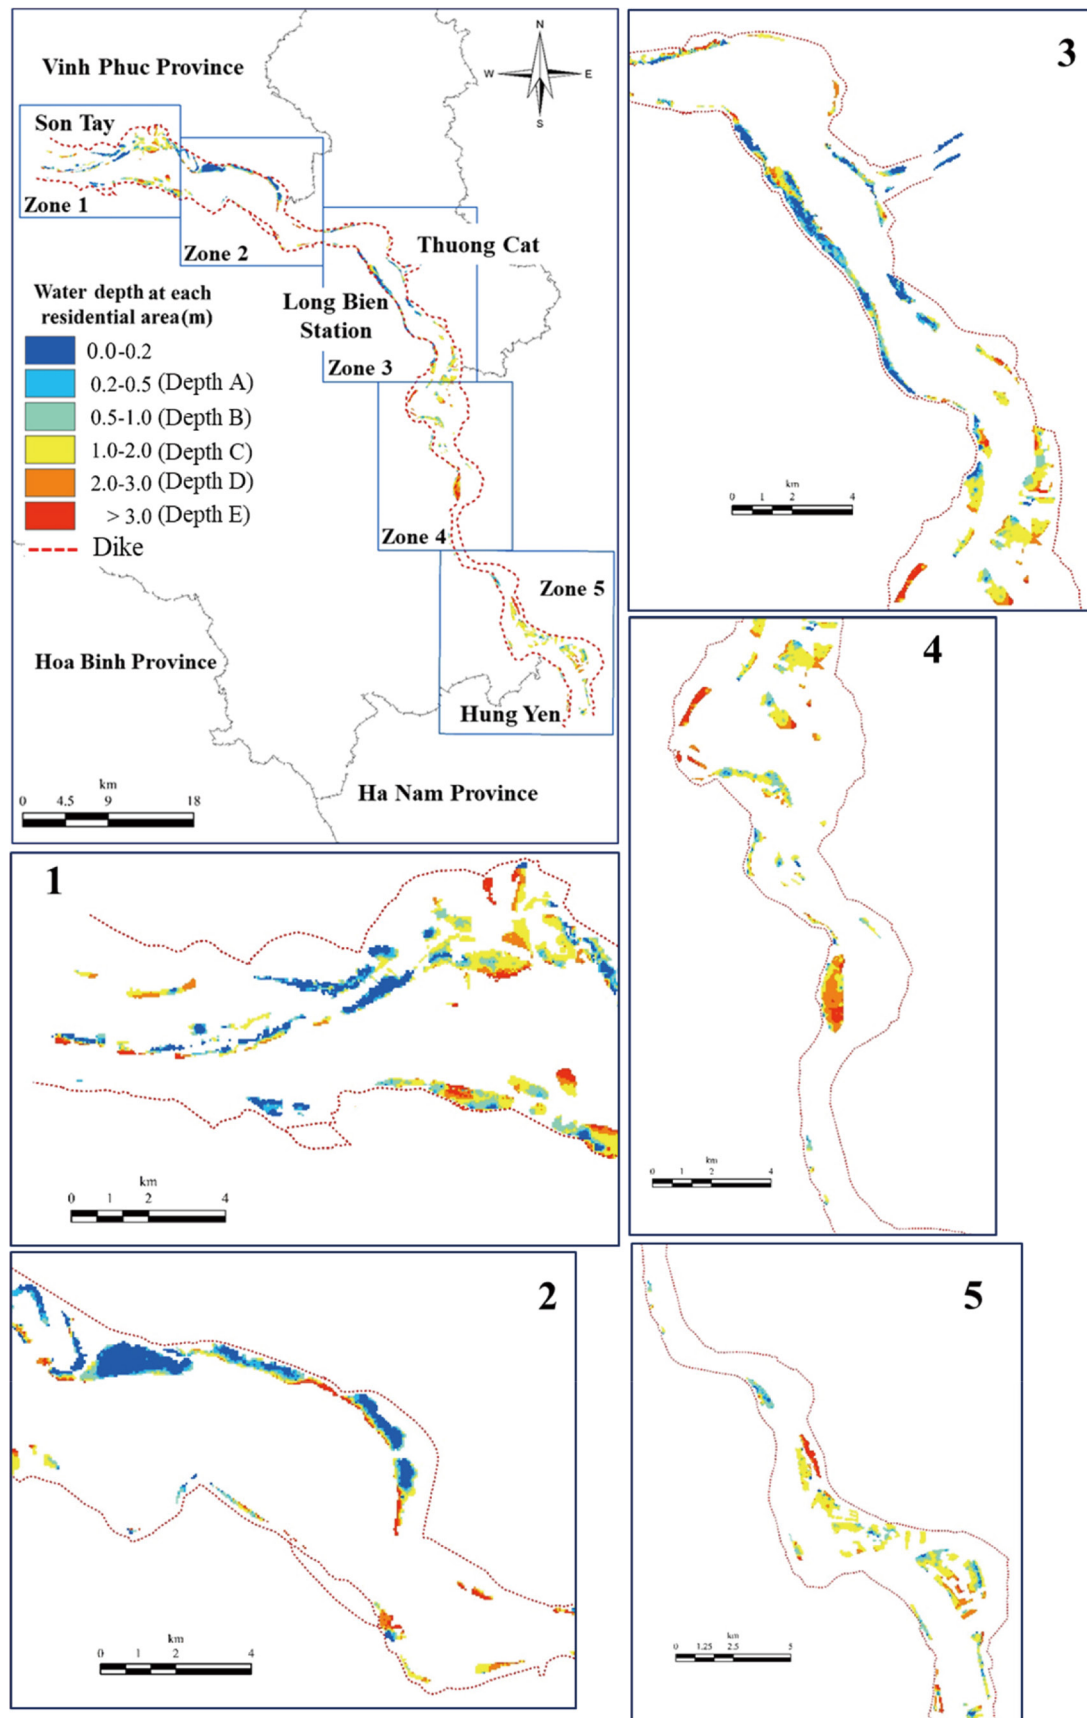 Vinh Phuc Province
N
W
E
S
Son Tay
Zone 1
Zone 2
Thuong Cat
Water depth at each
residential area(m)
0.0-0.2
0.2-0.5 (Depth A)
0.5-1.0 (Depth B)
1.0-2.0 (Depth C)
2.0-3.0 (Depth D)
> 3.0 (Depth E)
Dike
Long Bien
Station
Zone 3
Zone 4
Zone 5
Hoa Binh Province
Hung Yen
Ha Nam Province
km
0 4.5 9 18
3
km
0 1 2 4
4
km
0 1 2 4
1
km
0 1 2 4
2
km
0 1 2 4
5
km
0 1.25 2.5 5